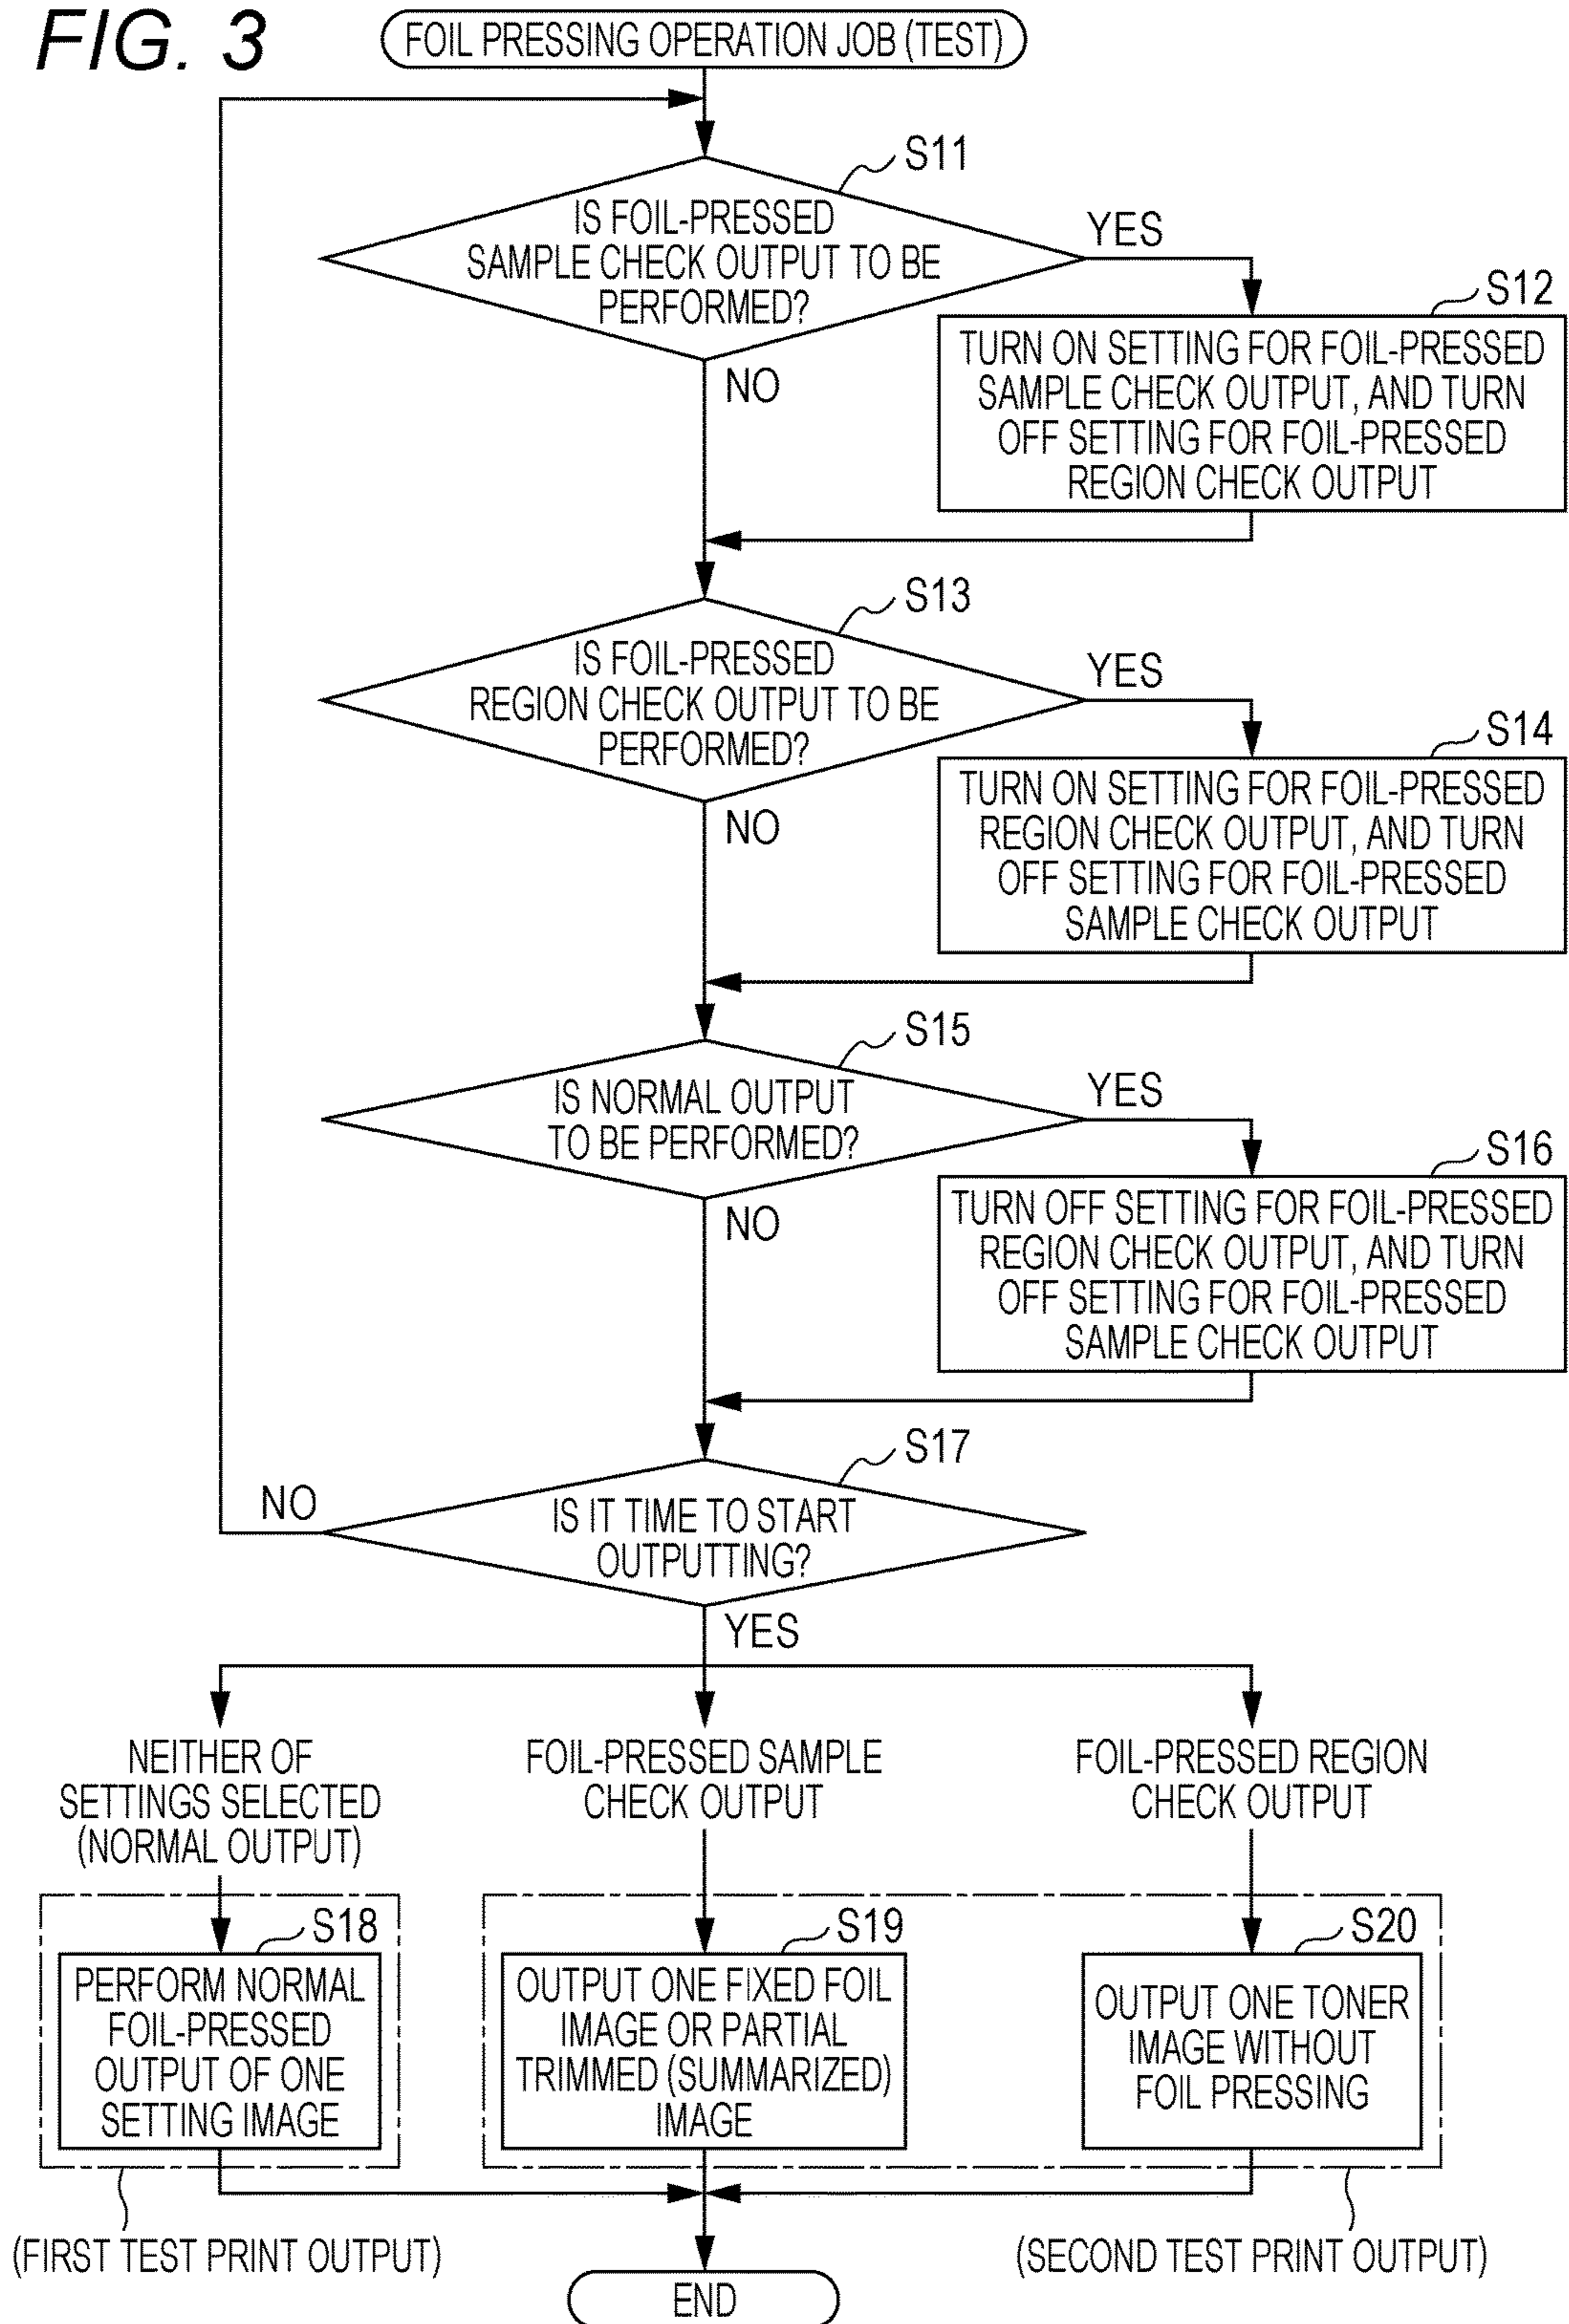 FIG. 3
FOIL PRESSING OPERATION JOB (TEST)
S11
IS FOIL-PRESSED
SAMPLE CHECK OUTPUT TO BE
PERFORMED?
YES
NO
S12
TURN ON SETTING FOR FOIL-PRESSED
SAMPLE CHECK OUTPUT, AND TURN
OFF SETTING FOR FOIL-PRESSED
REGION CHECK OUTPUT
S13
IS FOIL-PRESSED
REGION CHECK OUTPUT TO BE
PERFORMED?
YES
NO
S14
TURN ON SETTING FOR FOIL-PRESSED
REGION CHECK OUTPUT, AND TURN
OFF SETTING FOR FOIL-PRESSED
SAMPLE CHECK OUTPUT
S15
IS NORMAL OUTPUT
TO BE PERFORMED?
YES
NO
S16
TURN OFF SETTING FOR FOIL-PRESSED
REGION CHECK OUTPUT, AND TURN
OFF SETTING FOR FOIL-PRESSED
SAMPLE CHECK OUTPUT
S17
IS IT TIME TO START
OUTPUTTING?
NO
YES
NEITHER OF
SETTINGS SELECTED
(NORMAL OUTPUT)
FOIL-PRESSED SAMPLE
CHECK OUTPUT
FOIL-PRESSED REGION
CHECK OUTPUT
S18
PERFORM NORMAL
FOIL-PRESSED
OUTPUT OF ONE
SETTING IMAGE
S19
OUTPUT ONE FIXED FOIL
IMAGE OR PARTIAL
TRIMMED (SUMMARIZED)
IMAGE
S20
OUTPUT ONE TONER
IMAGE WITHOUT
FOIL PRESSING
(FIRST TEST PRINT OUTPUT)
(SECOND TEST PRINT OUTPUT)
END